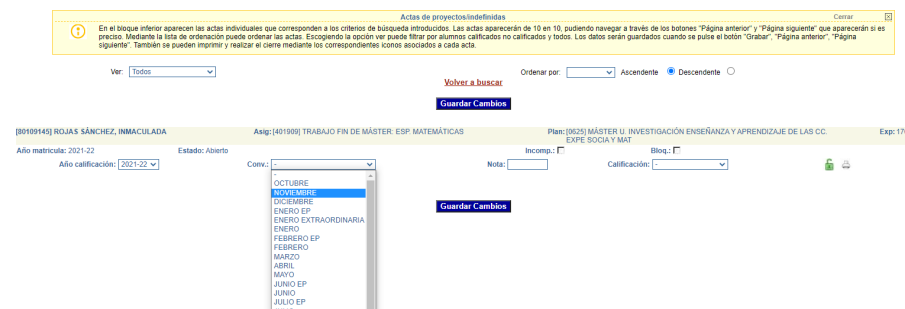 Actas de proyectos/indefinidas
Cerrar
En el bloque inferior aparecen las actas individuales que corresponden a los criterios de búsqueda introducidos. Las actas aparecerán de 10 en 10, pudiendo navegar a través de los botones "Página anterior" y "Página siguiente" que aparecerán si es
preciso. Mediante la lista de ordenación puede ordenar las actas. Escogiendo la opción ver puede filtrar por alumnos calificados no calificados y todos. Los datos serán guardados cuando se pulse el botón "Grabar", "Página anterior", "Página
siguiente". También se pueden imprimir y realizar el cierre mediante los correspondientes iconos asociados a cada acta.
Ver: Todos
Ordenar por: Ascendente Descendente
Volver a buscar
Guardar Cambios
[80109145] ROJAS SÁNCHEZ, INMACULADA Asig: [401909] TRABAJO FIN DE MÁSTER: ESP. MATEMÁTICAS Plan: [0625] MÁSTER U. INVESTIGACIÓN ENSEÑANZA Y APRENDIZAJE DE LAS CC. Exp: 170
EXPE SOCIA Y MAT
Año matricula: 2021-22 Estado: Abierto Incomp.: Bloq.:
Año calificación: 2021-22 Conv.: - Nota: Calificación: -
-
OCTUBRE
NOVIEMBRE
DICIEMBRE
ENERO EP
ENERO EXTRAORDINARIA
ENERO
FEBRERO EP
FEBRERO
MARZO
ABRIL
MAYO
JUNIO EP
JUNIO
JULIO EP
Guardar Cambios